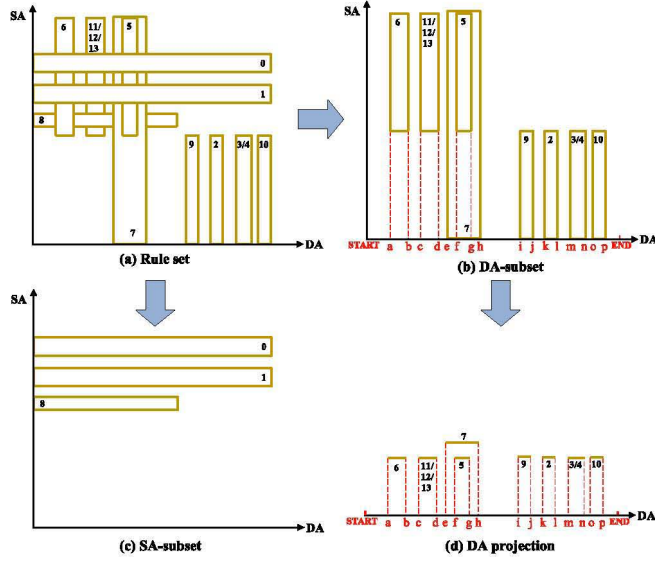 SA
6
11/
12/
13
5
0
1
8
9
2
3/4
10
7
DA
(a) Rule set
SA
6
11/
12/
13
5
9
2
3/4
10
7
DA
START a b c d e f g h i j k l m n o p END
(b) DA-subset
SA
0
1
8
DA
(c) SA-subset
7
6
11/
12/
13
5
9
2
3/4
10
DA
START a b c d e f g h i j k l m n o p END
(d) DA projection